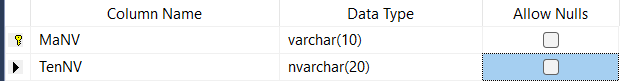 Column Name Data Type Allow Nulls
MaNV varchar(10)
TenNV nvarchar(20)